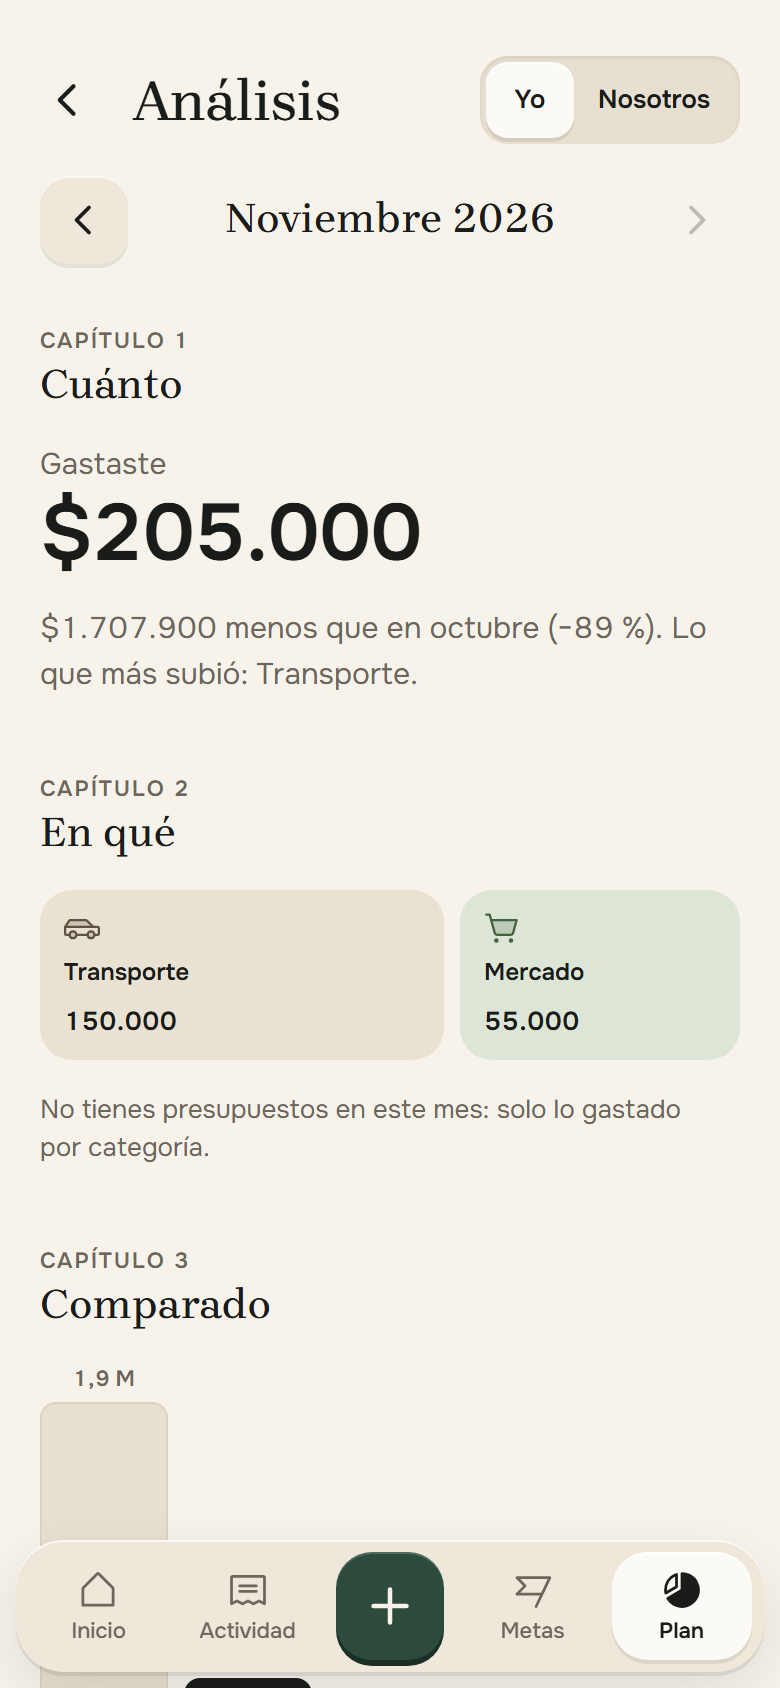 Análisis
Yo
Nosotros
Noviembre 2026
CAPÍTULO 1
Cuánto
Gastaste
$205.000
$1.707.900 menos que en octubre (-89 %). Lo
que más subió: Transporte.
CAPÍTULO 2
En qué
Transporte
150.000
Mercado
55.000
No tienes presupuestos en este mes: solo lo gastado
por categoría.
CAPÍTULO 3
Comparado
1,9 M
Inicio
Actividad
Metas
Plan